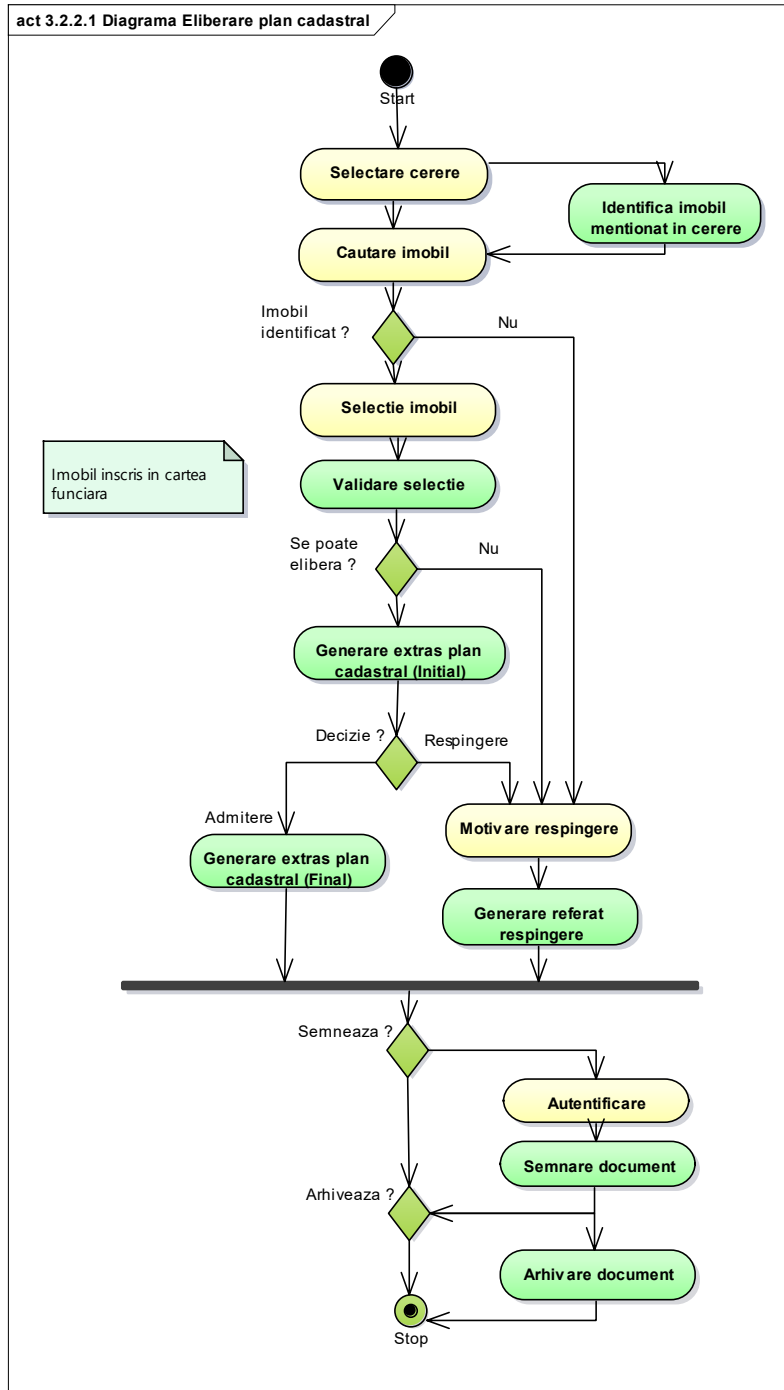 act 3.2.2.1 Diagrama Eliberare plan cadastral
Start
Selectare cerere
Identifica imobil
mentionat in cerere
Cautare imobil
Imobil
identificat ?
Nu
Selectie imobil
Imobil inscris in cartea
funciara
Validare selectie
Se poate
elibera ?
Nu
Generare extras plan
cadastral (Initial)
Decizie ?
Respingere
Admitere
Motivare respingere
Generare extras plan
cadastral (Final)
Generare referat
respingere
Semneaza ?
Autentificare
Semnare document
Arhiveaza ?
Arhivare document
Stop